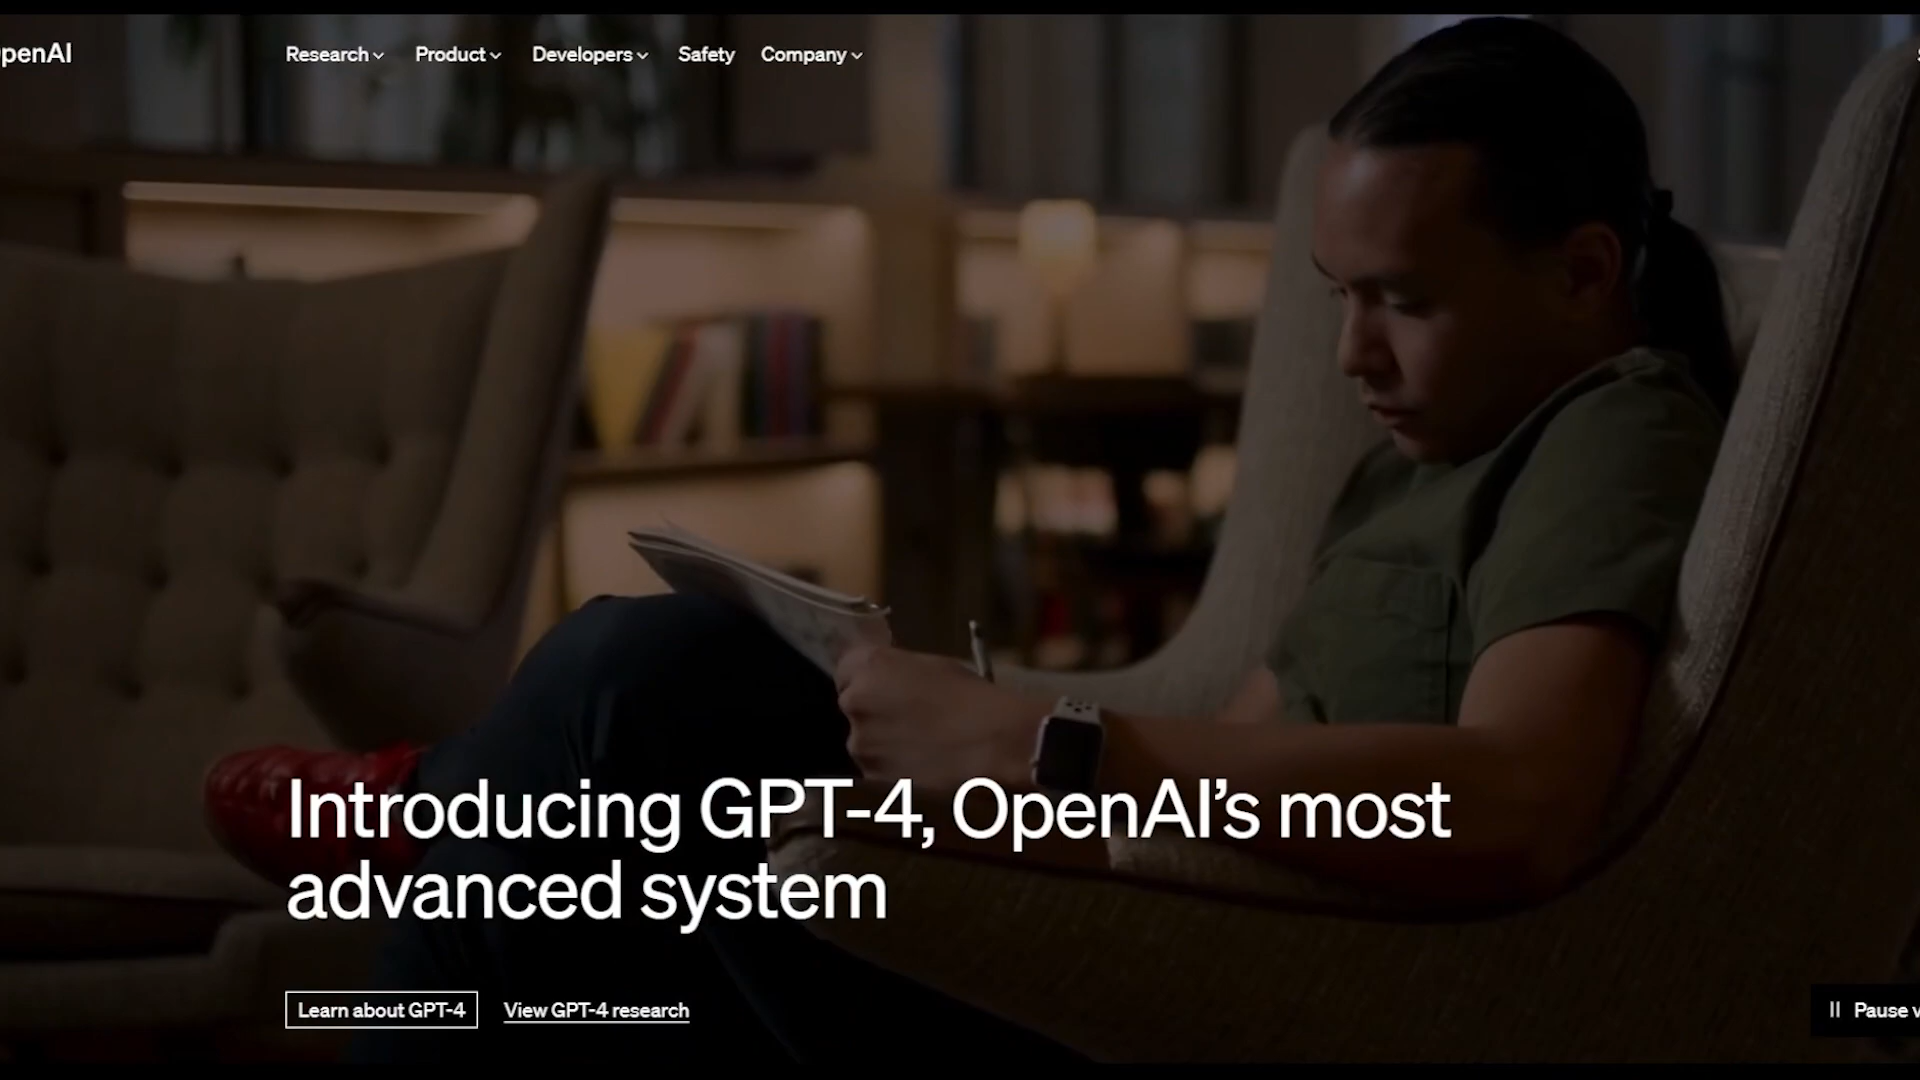 penAI
Research Product Developers Safety Company
Introducing GPT-4, OpenAI’s most
advanced system
Learn about GPT-4 View GPT-4 research
Pause